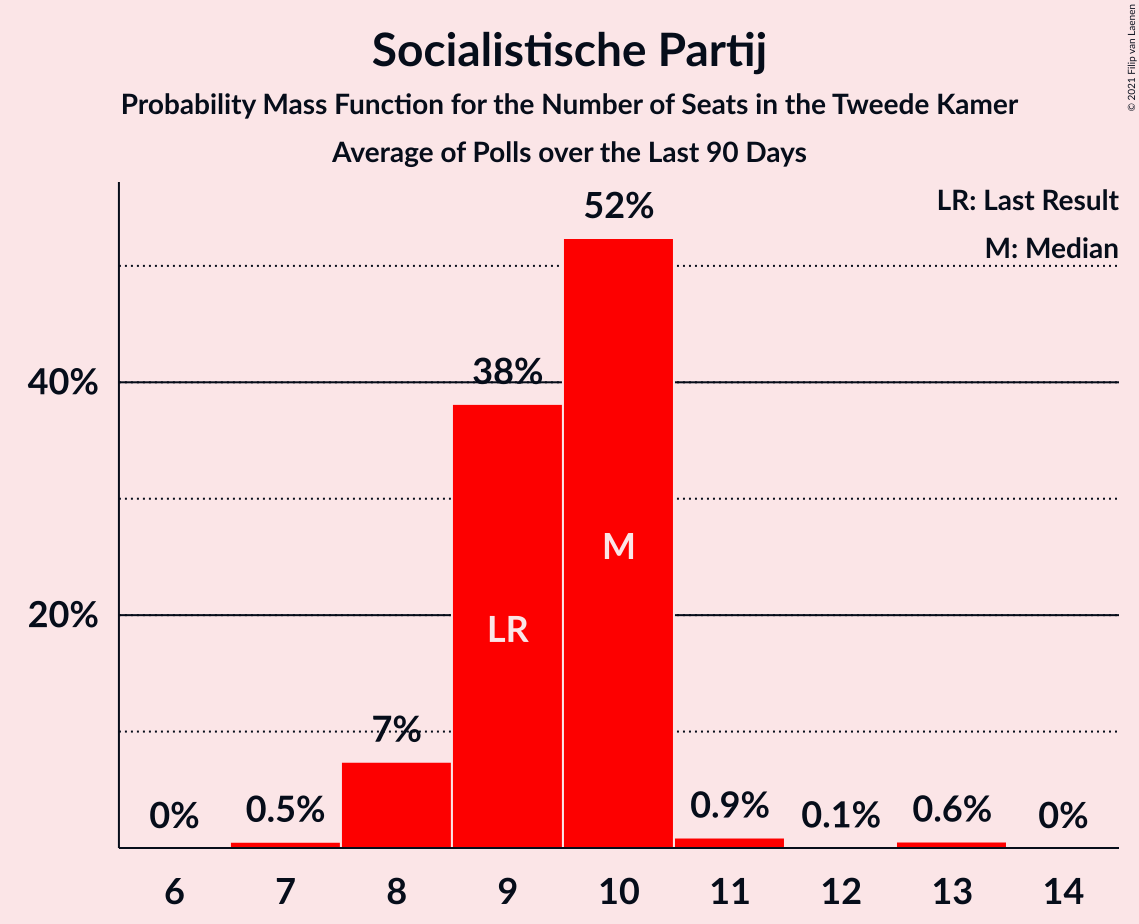 Socialistische Partij
Probability Mass Function for the Number of Seats in the Tweede Kamer
Average of Polls over the Last 90 Days
© 2021 Filip van Laenen
LR: Last Result
M: Median
52%
38%
7%
0%
0.5%
0.9%
0.1%
0.6%
0%
40%
20%
M
LR
6 7 8 9 10 11 12 13 14